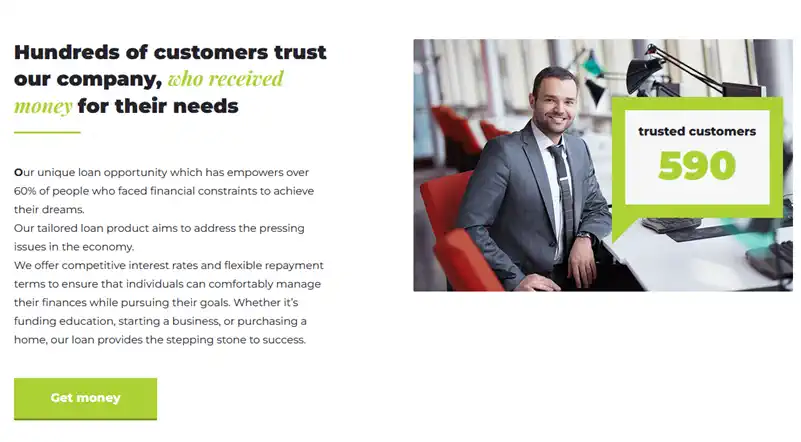 Hundreds of customers trust
our company, who received
money for their needs
Our unique loan opportunity which has empowers over
60% of people who faced financial constraints to achieve
their dreams.
Our tailored loan product aims to address the pressing
issues in the economy.
We offer competitive interest rates and flexible repayment
terms to ensure that individuals can comfortably manage
their finances while pursuing their goals. Whether it's
funding education, starting a business, or purchasing a
home, our loan provides the stepping stone to success.
Get money
trusted customers
590